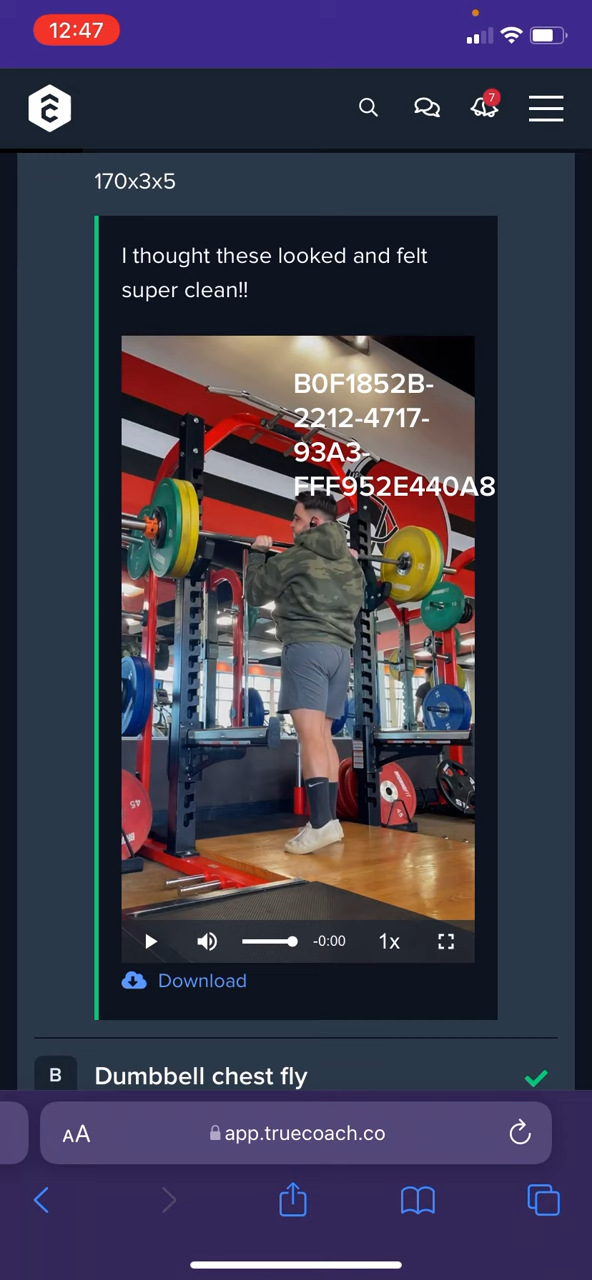 12:47
7
170x3x5
I thought these looked and felt
super clean!!
B0F1852B-
2212-4717-
93A3-
FFF952E440A8
45
-0:00
1x
Download
B
Dumbbell chest fly
AA
app.truecoach.co